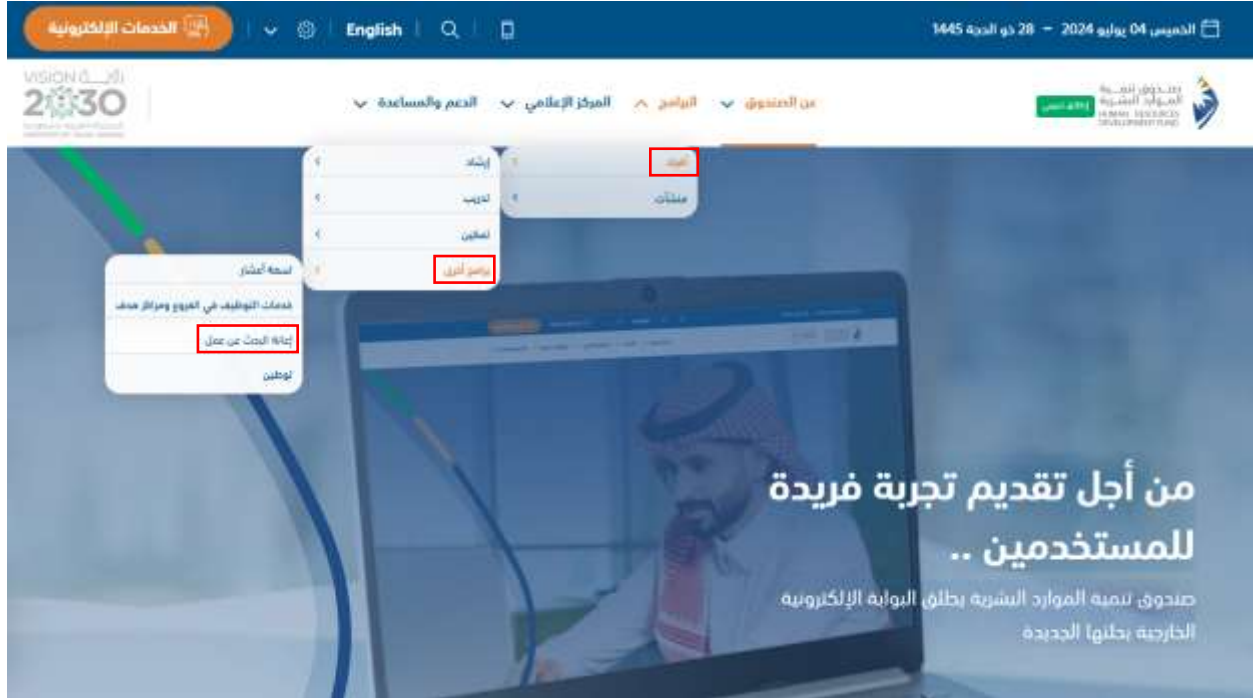 الخميس 04 يوليو 2024 – 28 ذو الحجة 1445
English
الخدمات الإلكترونية
صندوق تنمية
الموارد البشرية
HUMAN RESOURCES
DEVELOPMENT FUND
عن الصندوق
البرامج
المركز الإعلامي
الدعم والمساعدة
VISION رؤية
2030
أفراد
منشآت
إرشاد
تدريب
تمكين
برامج أخرى
تسعة أعشار
خدمات التوظيف في الفروع ومراكز هدف
إعانة البحث عن عمل
توطين
من أجل تقديم تجربة فريدة
للمستخدمين ..
صندوق تنمية الموارد البشرية يطلق البوابة الإلكترونية
الخارجية بحلتها الجديدة